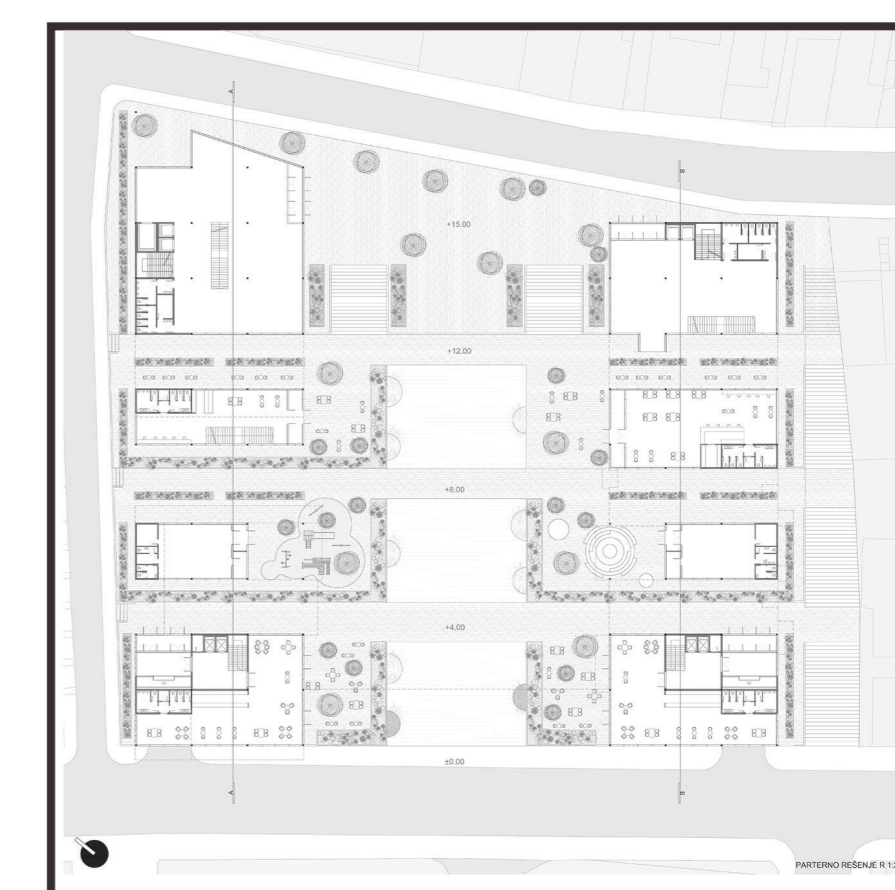 A
B
+15.00
+12.00
+8.00
+4.00
±0.00
A
B
PARTERNO REŠENJE R 1: